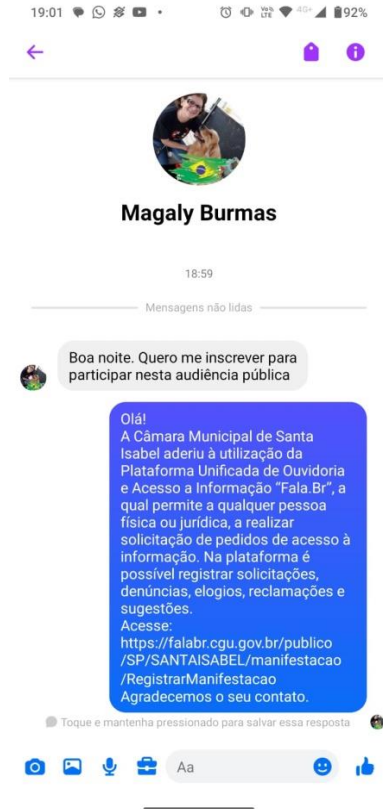 19:01 92%
Magaly Burmas
18:59
Mensagens não lidas
Boa noite. Quero me inscrever para
participar nesta audiência pública
Olá!
A Câmara Municipal de Santa
Isabel aderiu à utilização da
Plataforma Unificada de Ouvidoria
e Acesso a Informação “Fala.Br”, a
qual permite a qualquer pessoa
física ou jurídica, a realizar
solicitação de pedidos de acesso à
informação. Na plataforma é
possível registrar solicitações,
denúncias, elogios, reclamações e
sugestões.
Acesse:
https://falabr.cgu.gov.br/publico
/SP/SANTAISABEL/manifestacao
/RegistrarManifestacao
Agradecemos o seu contato.
Toque e mantenha pressionado para salvar essa resposta
Aa